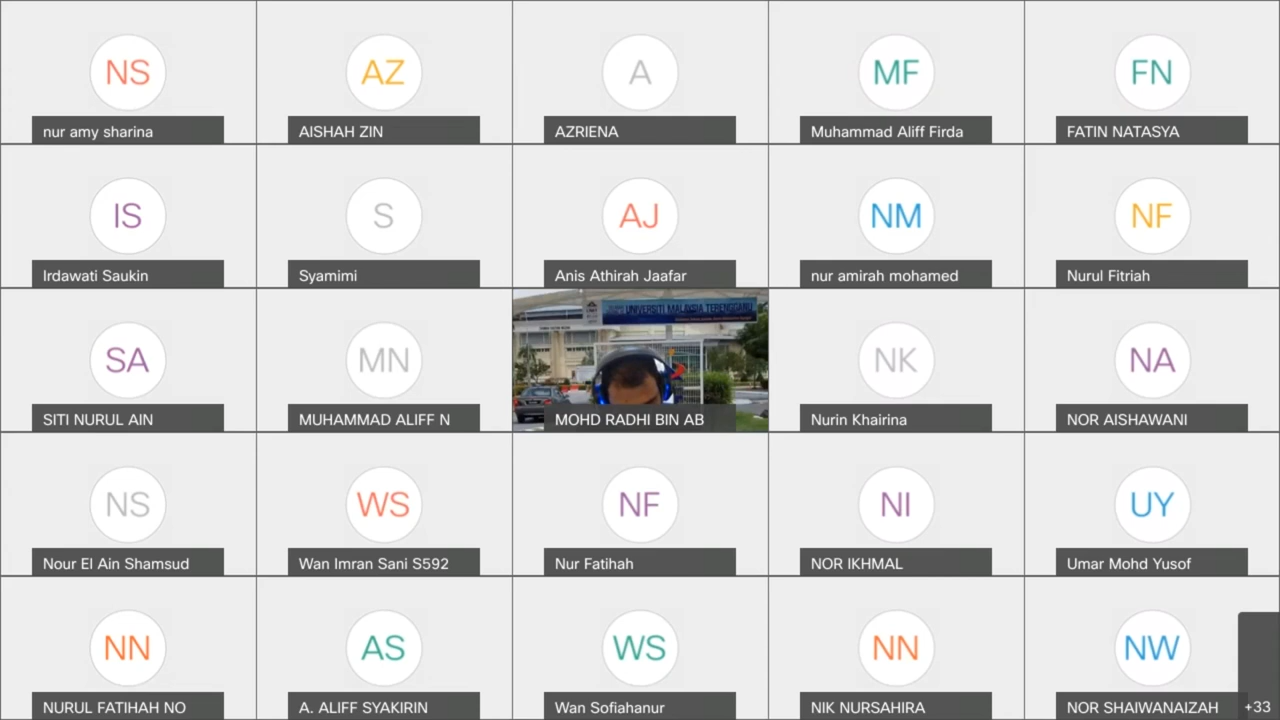 NS
AZ
A
MF
FN
nur amy sharina
AISHAH ZIN
AZRIENA
Muhammad Aliff Firda
FATIN NATASYA
IS
S
AJ
NM
NF
Irdawati Saukin
Syamimi
Anis Athirah Jaafar
nur amirah mohamed
Nurul Fitriah
UNIVERSITI MALAYSIA TERENGGANU
SA
MN
NK
NA
SITI NURUL AIN
MUHAMMAD ALIFF N
MOHD RADHI BIN AB
Nurin Khairina
NOR AISHAWANI
NS
WS
NF
NI
UY
Nour El Ain Shamsud
Wan Imran Sani S592
Nur Fatihah
NOR IKHMAL
Umar Mohd Yusof
NN
AS
WS
NN
NW
NURUL FATIHAH NO
A. ALIFF SYAKIRIN
Wan Sofiahanur
NIK NURSAHIRA
NOR SHAIWANAIZAH
+33